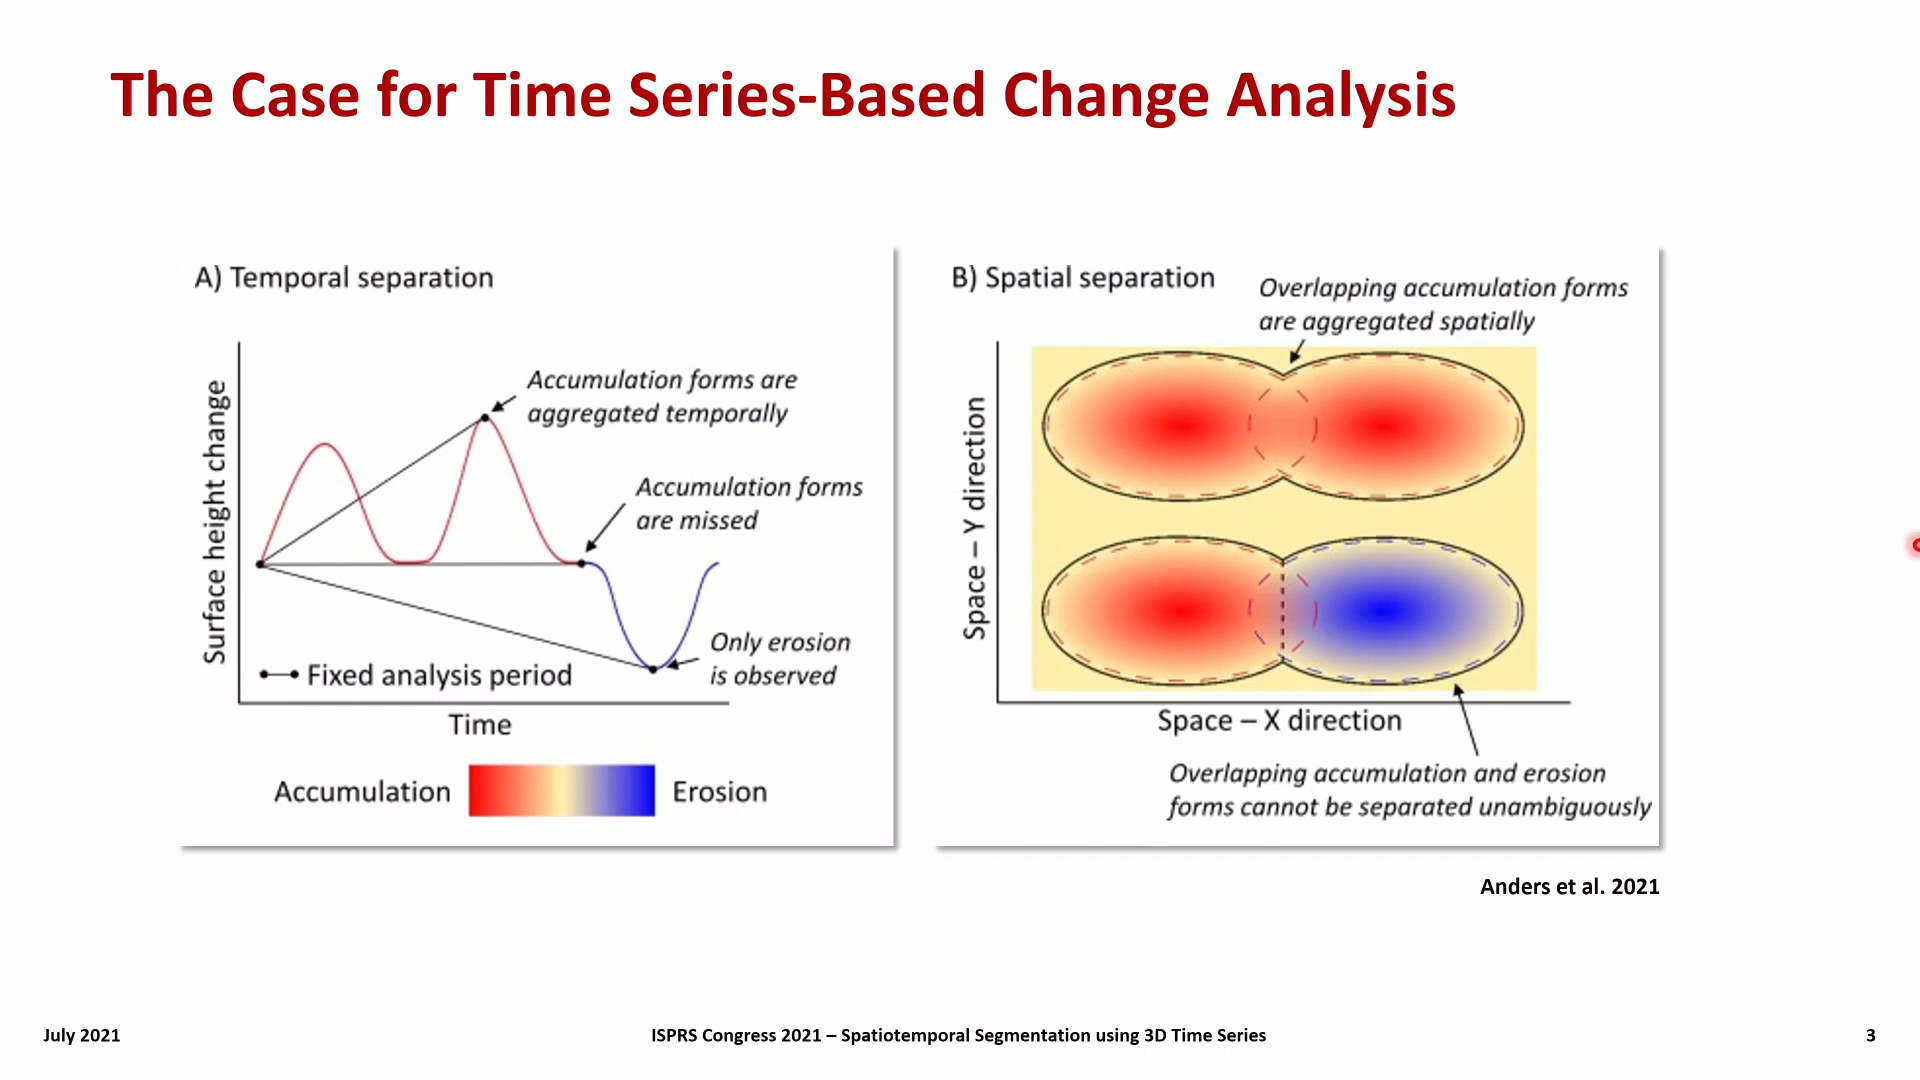 The Case for Time Series-Based Change Analysis
A) Temporal separation
Surface height change
Accumulation forms are
aggregated temporally
Accumulation forms
are missed
Only erosion
is observed
Fixed analysis period
Time
Accumulation
Erosion
B) Spatial separation
Overlapping accumulation forms
are aggregated spatially
Space – Y direction
Space – X direction
Overlapping accumulation and erosion
forms cannot be separated unambiguously
Anders et al. 2021
July 2021
ISPRS Congress 2021 – Spatiotemporal Segmentation using 3D Time Series
3